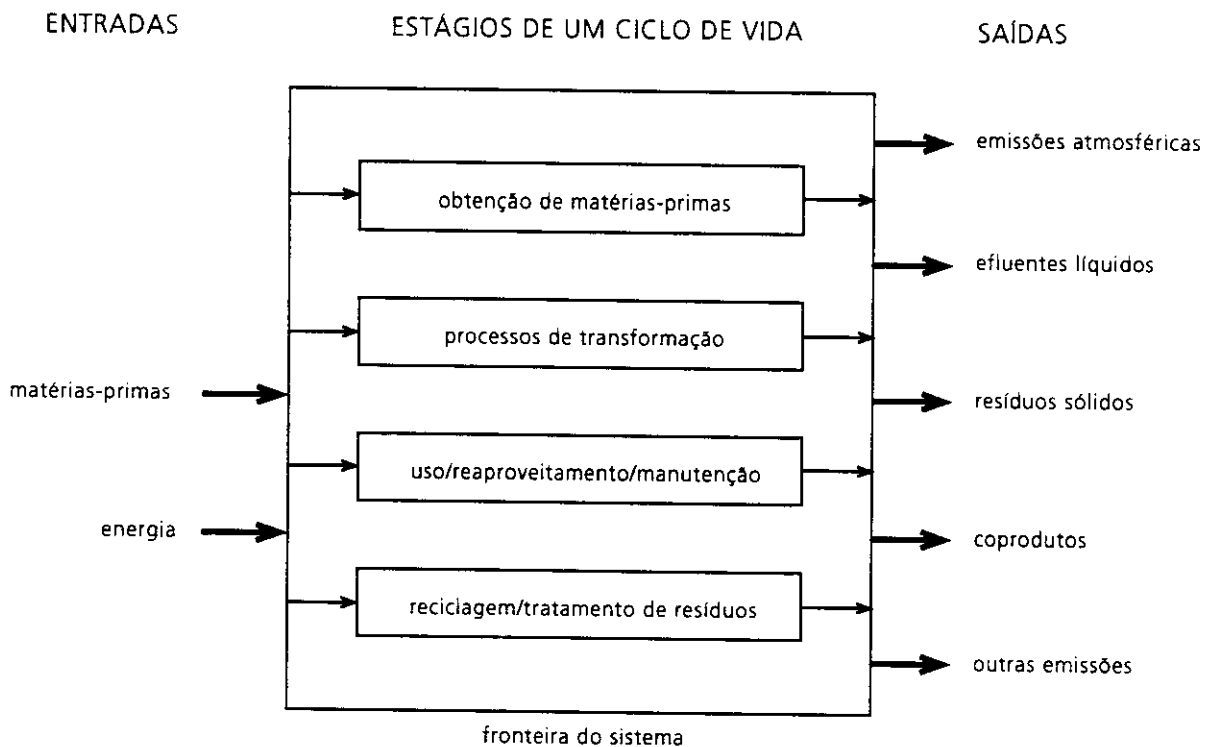 ENTRADAS
ESTÁGIOS DE UM CICLO DE VIDA
SAÍDAS
matérias-primas
energia
obtenção de matérias-primas
processos de transformação
uso/reaproveitamento/manutenção
reciclagem/tratamento de resíduos
emissões atmosféricas
efluentes líquidos
resíduos sólidos
coprodutos
outras emissões
fronteira do sistema